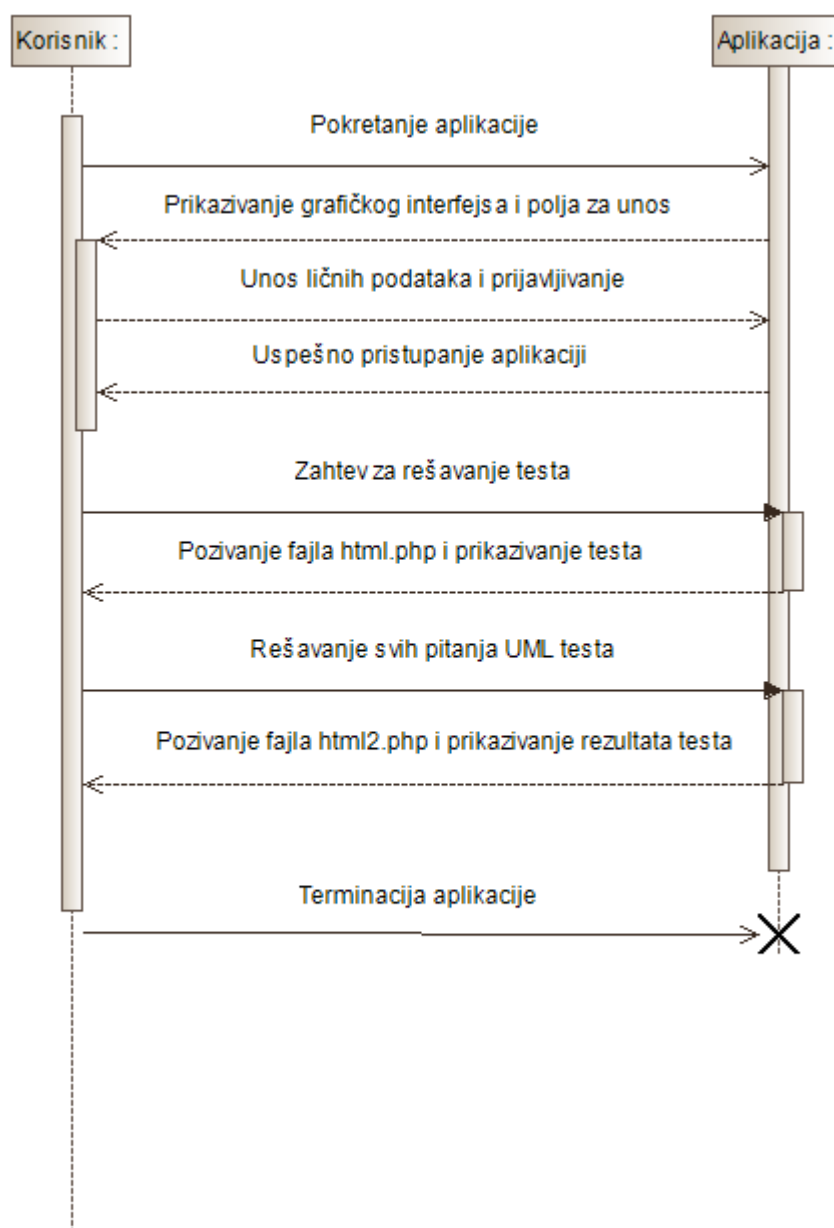 Korisnik :
Aplikacija :
Pokretanje aplikacije
Prikazivanje grafičkog interfejsa i polja za unos
Unos ličnih podataka i prijavljivanje
Uspešno pristupanje aplikaciji
Zahtev za rešavanje testa
Pozivanje fajla html.php i prikazivanje testa
Rešavanje svih pitanja UML testa
Pozivanje fajla html2.php i prikazivanje rezultata testa
Terminacija aplikacije